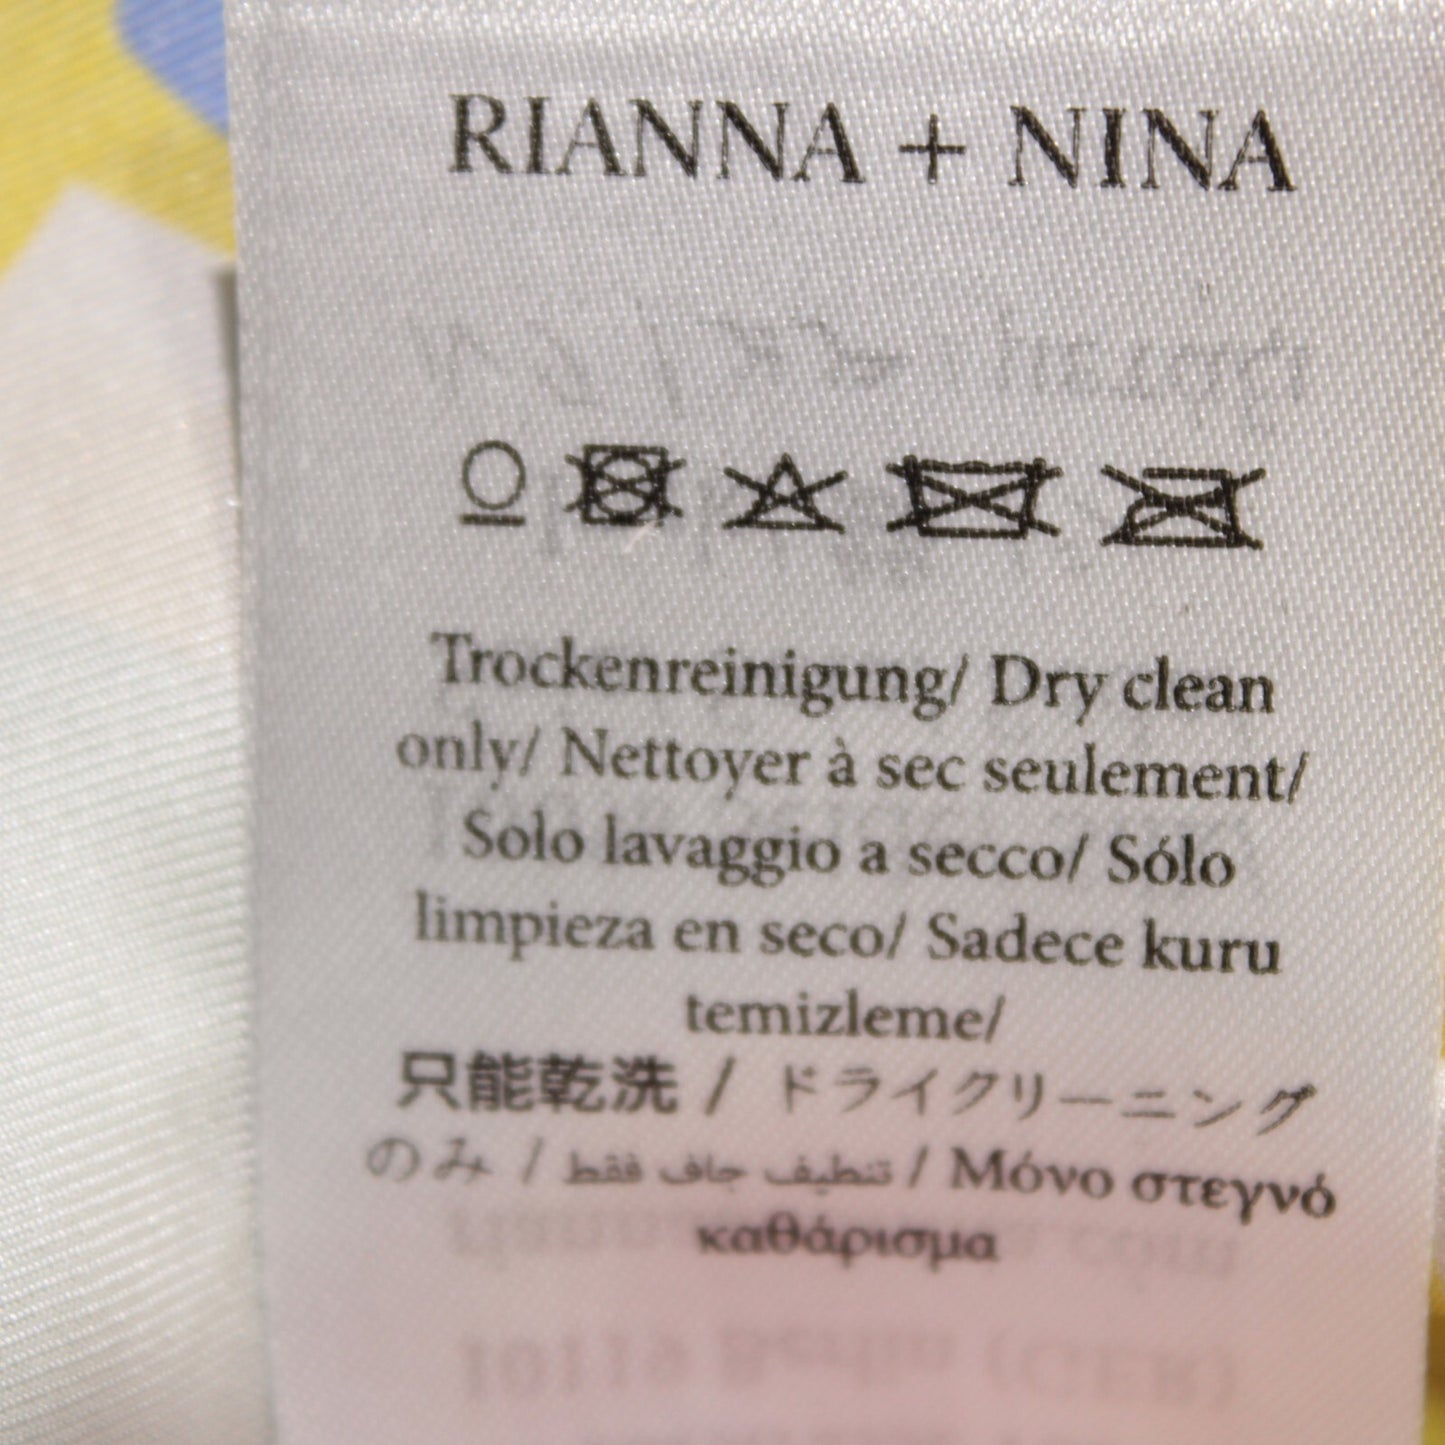 RIANNA + NINA
Trockenreinigung/ Dry clean
only/ Nettoyer à sec seulement/
Solo lavaggio a secco/ Sólo
limpieza en seco/ Sadece kuru
temizleme/
只能乾洗 / ドライクリーニング
のみ / تنظيف جاف فقط / Μόνο στεγνό
καθάρισμα